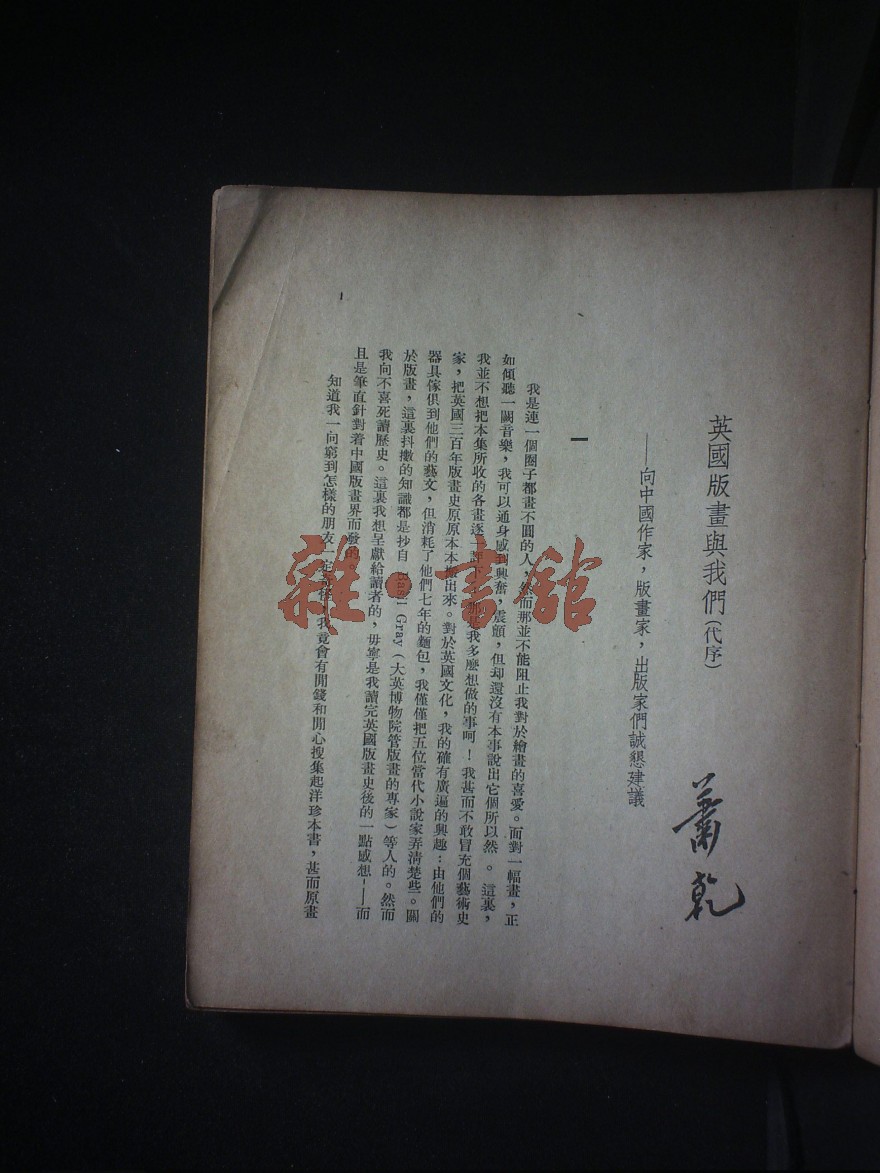 英國版畫與我們（代序）
——向中國作家，版畫家，出版家們誠懇建議
蕭乾
一
我是連一個圈子都畫不圓的人，然而那並不能阻止我對於繪畫的喜愛。面對一幅畫，正
如傾聽一闕音樂，我可以通身感到興奮，震顫，但却還沒有本事說出它個所以然。這裏，
我並不想把本集所收的各畫逐一評下，那是我多麼想做的事呵！我甚而不敢冒充個藝術史
家，把英國三百年版畫史原原本本搬出來。對於英國文化，我的確有廣遍的興趣：由他們的
器具傢俱到他們的藝文，但消耗了他們七年的麵包，我僅僅把五位當代小說家弄清楚些。關
於版畫，這裏抖擻的知識都是抄自 Basil Gray（大英博物院管版畫的專家）等人的。然而
我向不喜死讀歷史。這裏我想呈獻給讀者的，毋寧是我讀完英國版畫史後的一點感想——而
且是筆直針對着中國版畫界而發的
知道我一向窮到怎樣的朋友一定，我竟會有閒錢和閒心搜集起洋珍本書，甚而原畫
1
雜·書館